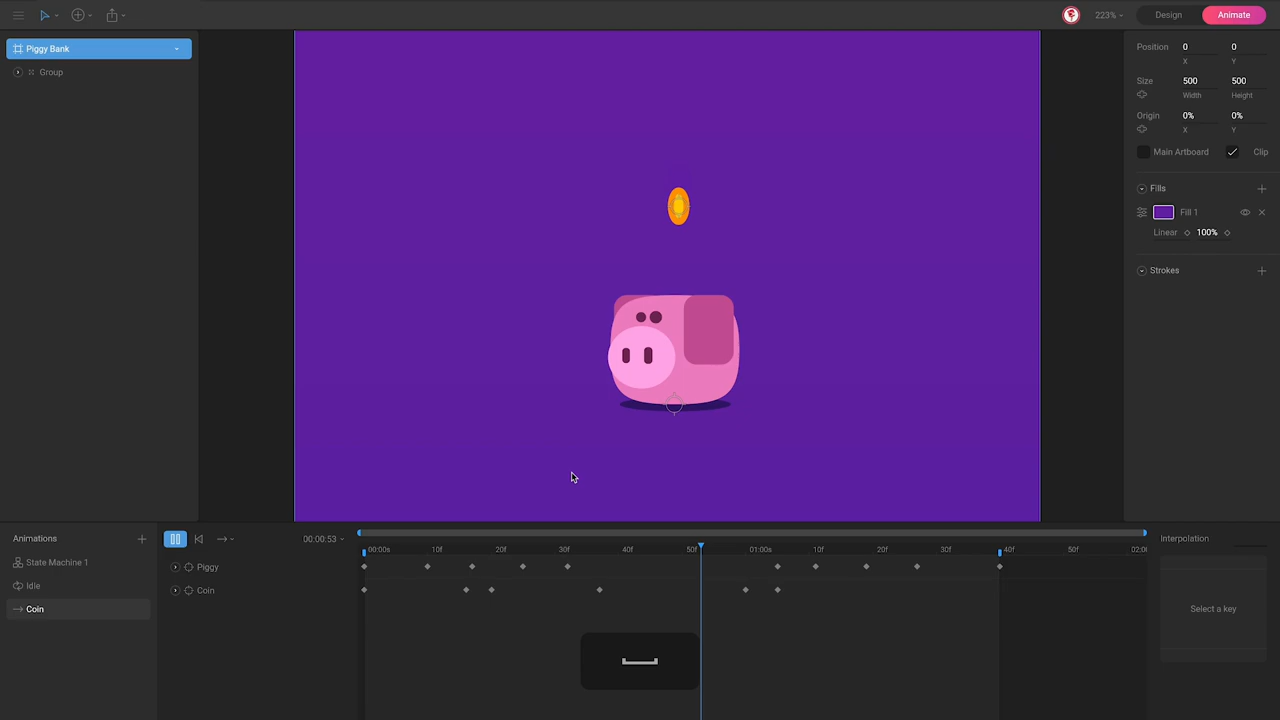 223%
Design
Animate
Piggy Bank
Group
Position 0 0
X Y
Size 500 500
Width Height
Origin 0% 0%
X Y
Main Artboard Clip
Fills
Fill 1
Linear 100%
Strokes
Animations
State Machine 1
Idle
Coin
00:00:53
00:00s 10f 20f 30f 40f 50f 01:00s 10f 20f 30f 40f 50f 02:0
Piggy
Coin
Interpolation
Select a key